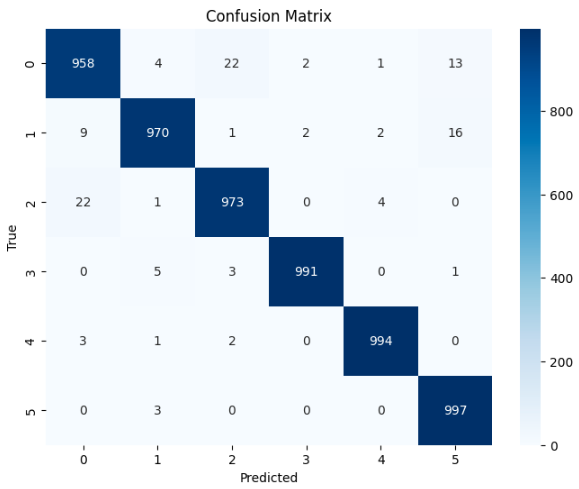 Confusion Matrix
True
0 958 4 22 2 1 13
1 9 970 1 2 2 16
2 22 1 973 0 4 0
3 0 5 3 991 0 1
4 3 1 2 0 994 0
5 0 3 0 0 0 997
0 1 2 3 4 5
Predicted
800
600
400
200
0